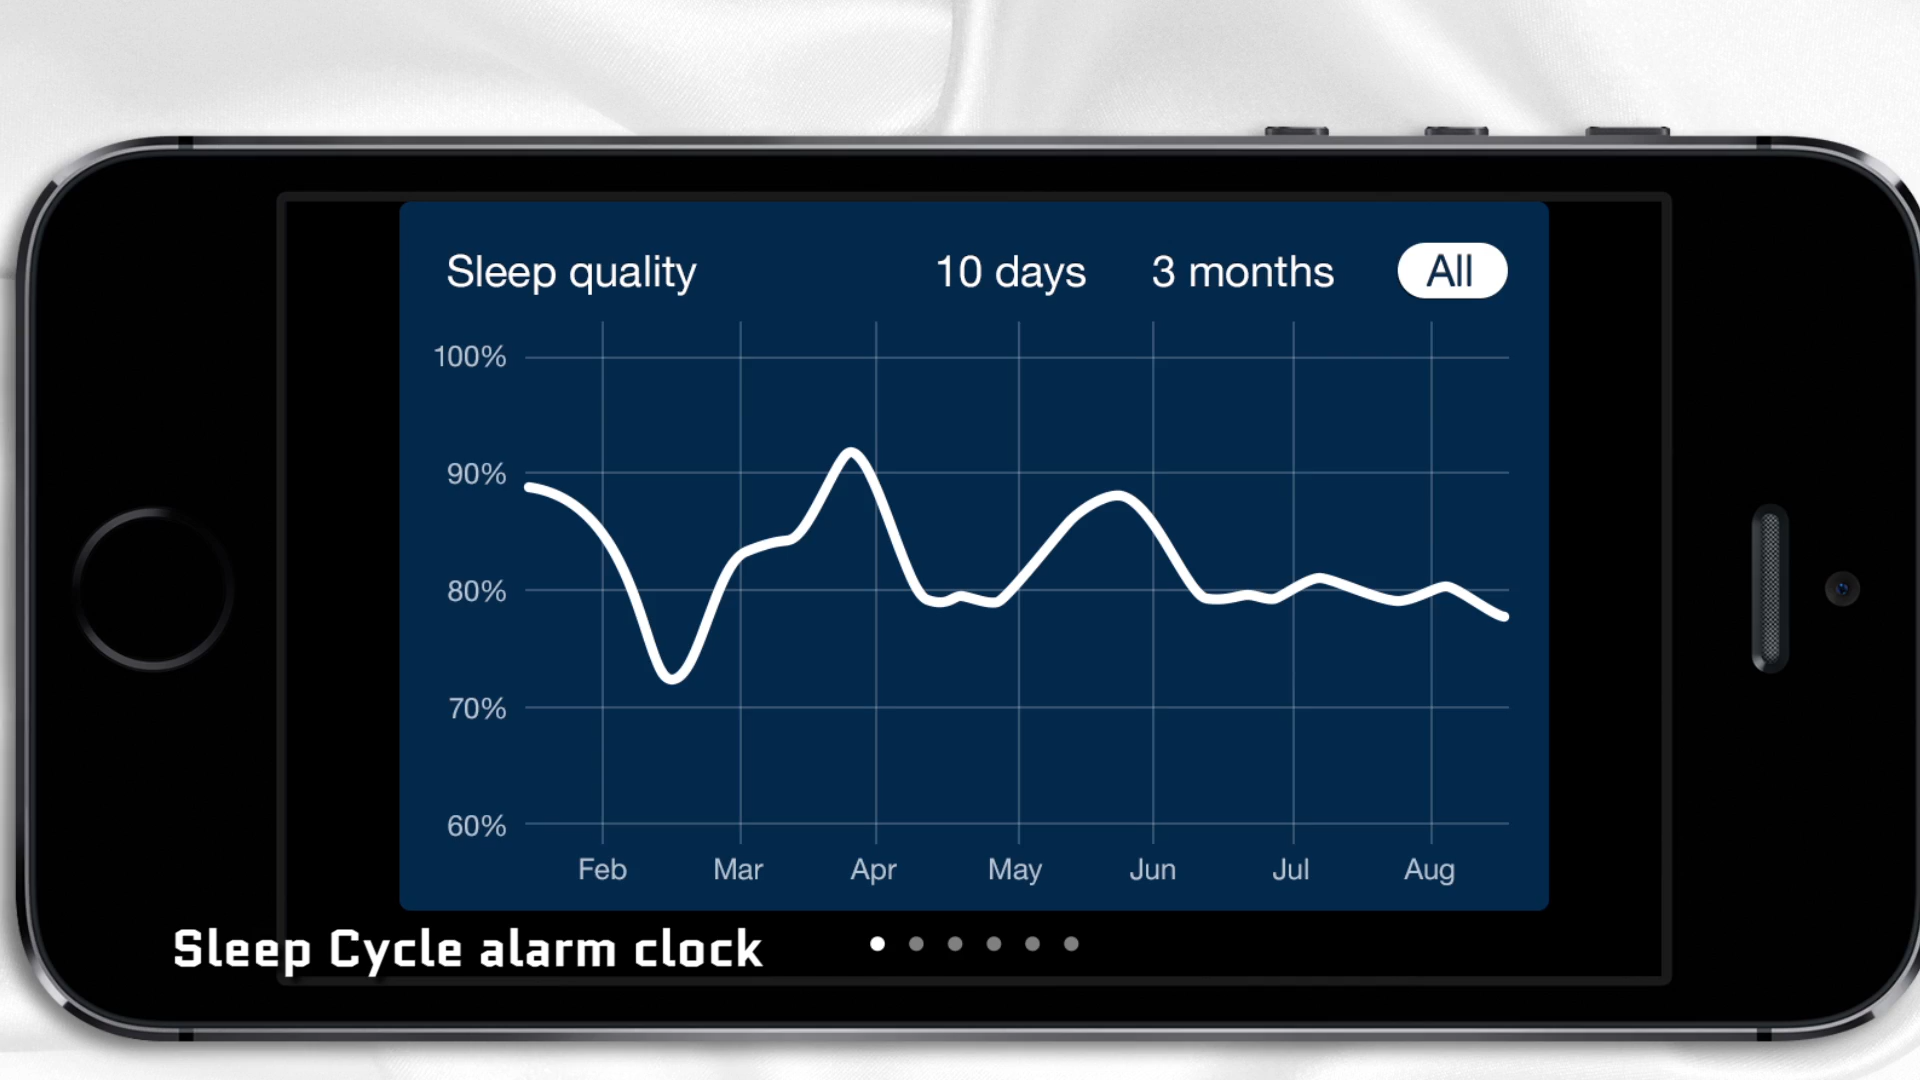 Sleep quality 10 days 3 months All
100%
90%
80%
70%
60%
Feb Mar Apr May Jun Jul Aug
Sleep Cycle alarm clock